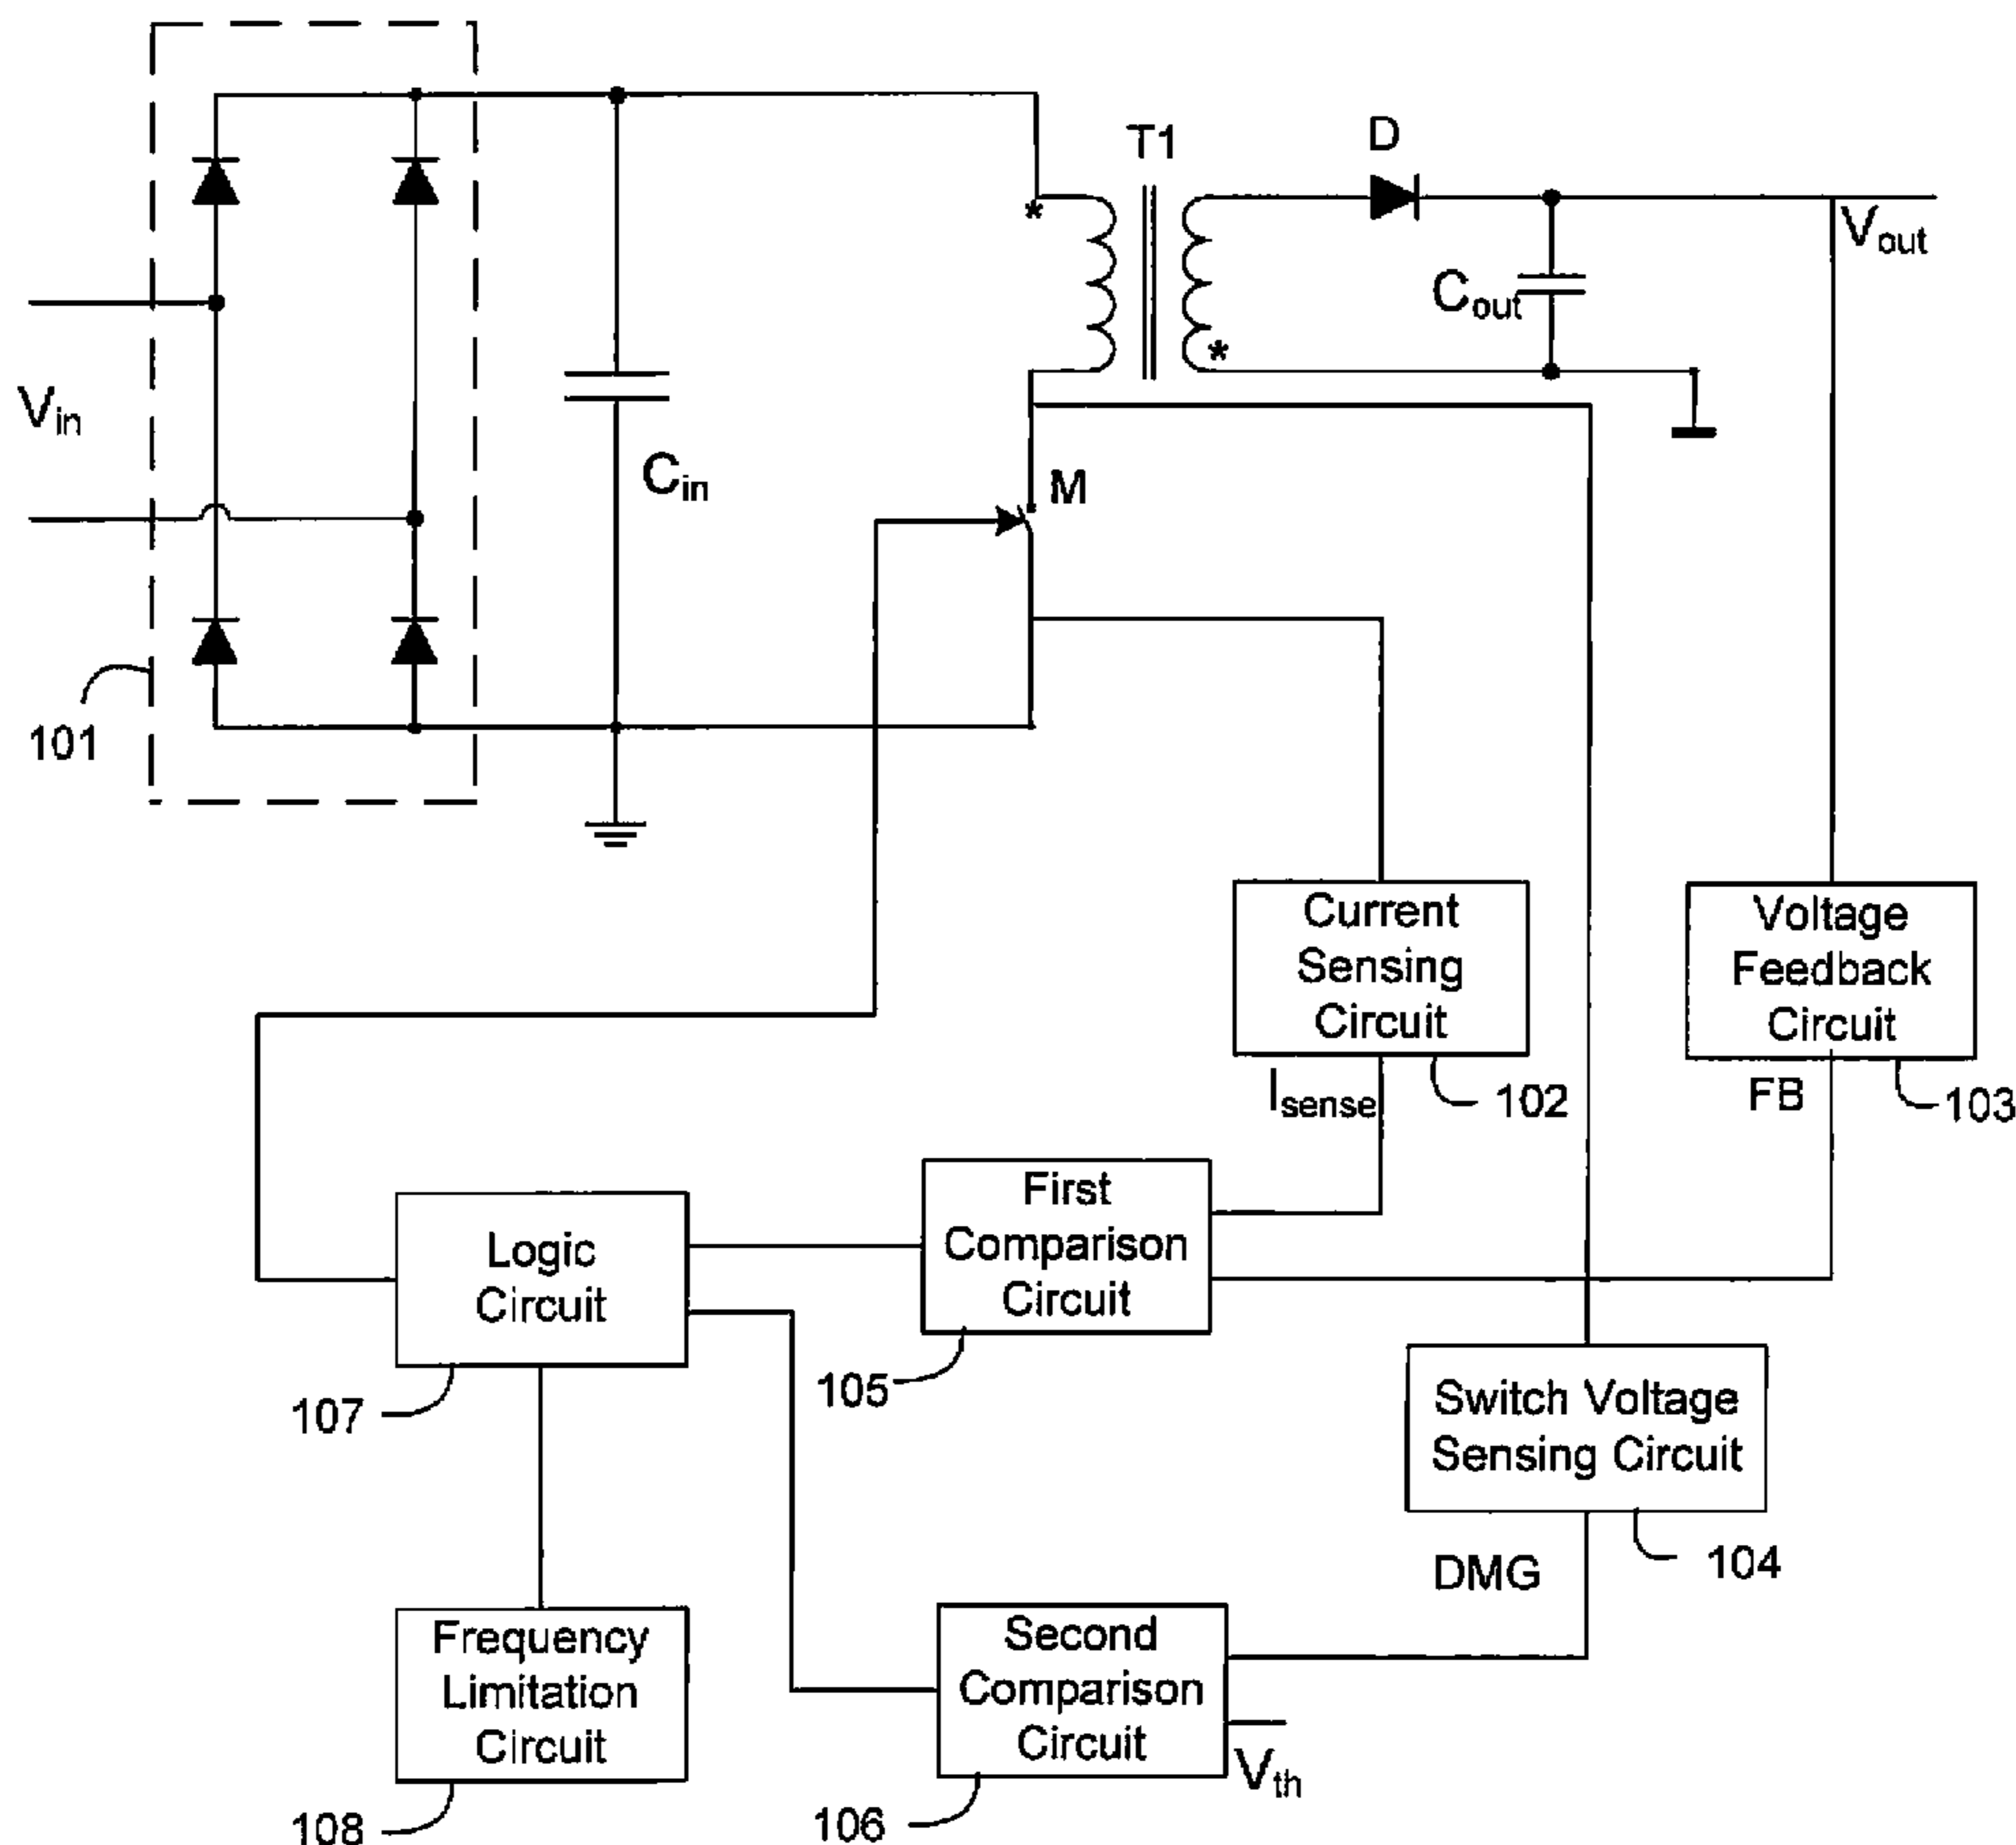 T1
D
Vout
Cout
Vin
Cin
M
101
Current
Sensing
Circuit
Voltage
Feedback
Circuit
Isense
102
FB
103
First
Comparison
Circuit
Logic
Circuit
105
107
Switch Voltage
Sensing Circuit
104
DMG
Frequency
Limitation
Circuit
Second
Comparison
Circuit
Vth
108
106